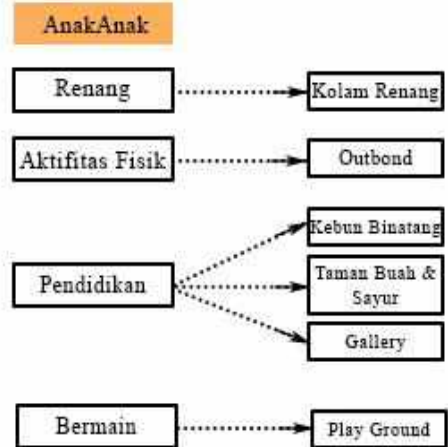 AnakAnak
Renang
Kolam Renang
Aktifitas Fisik
Outbond
Pendidikan
Kebun Binatang
Taman Buah &
Sayur
Gallery
Bermain
Play Ground